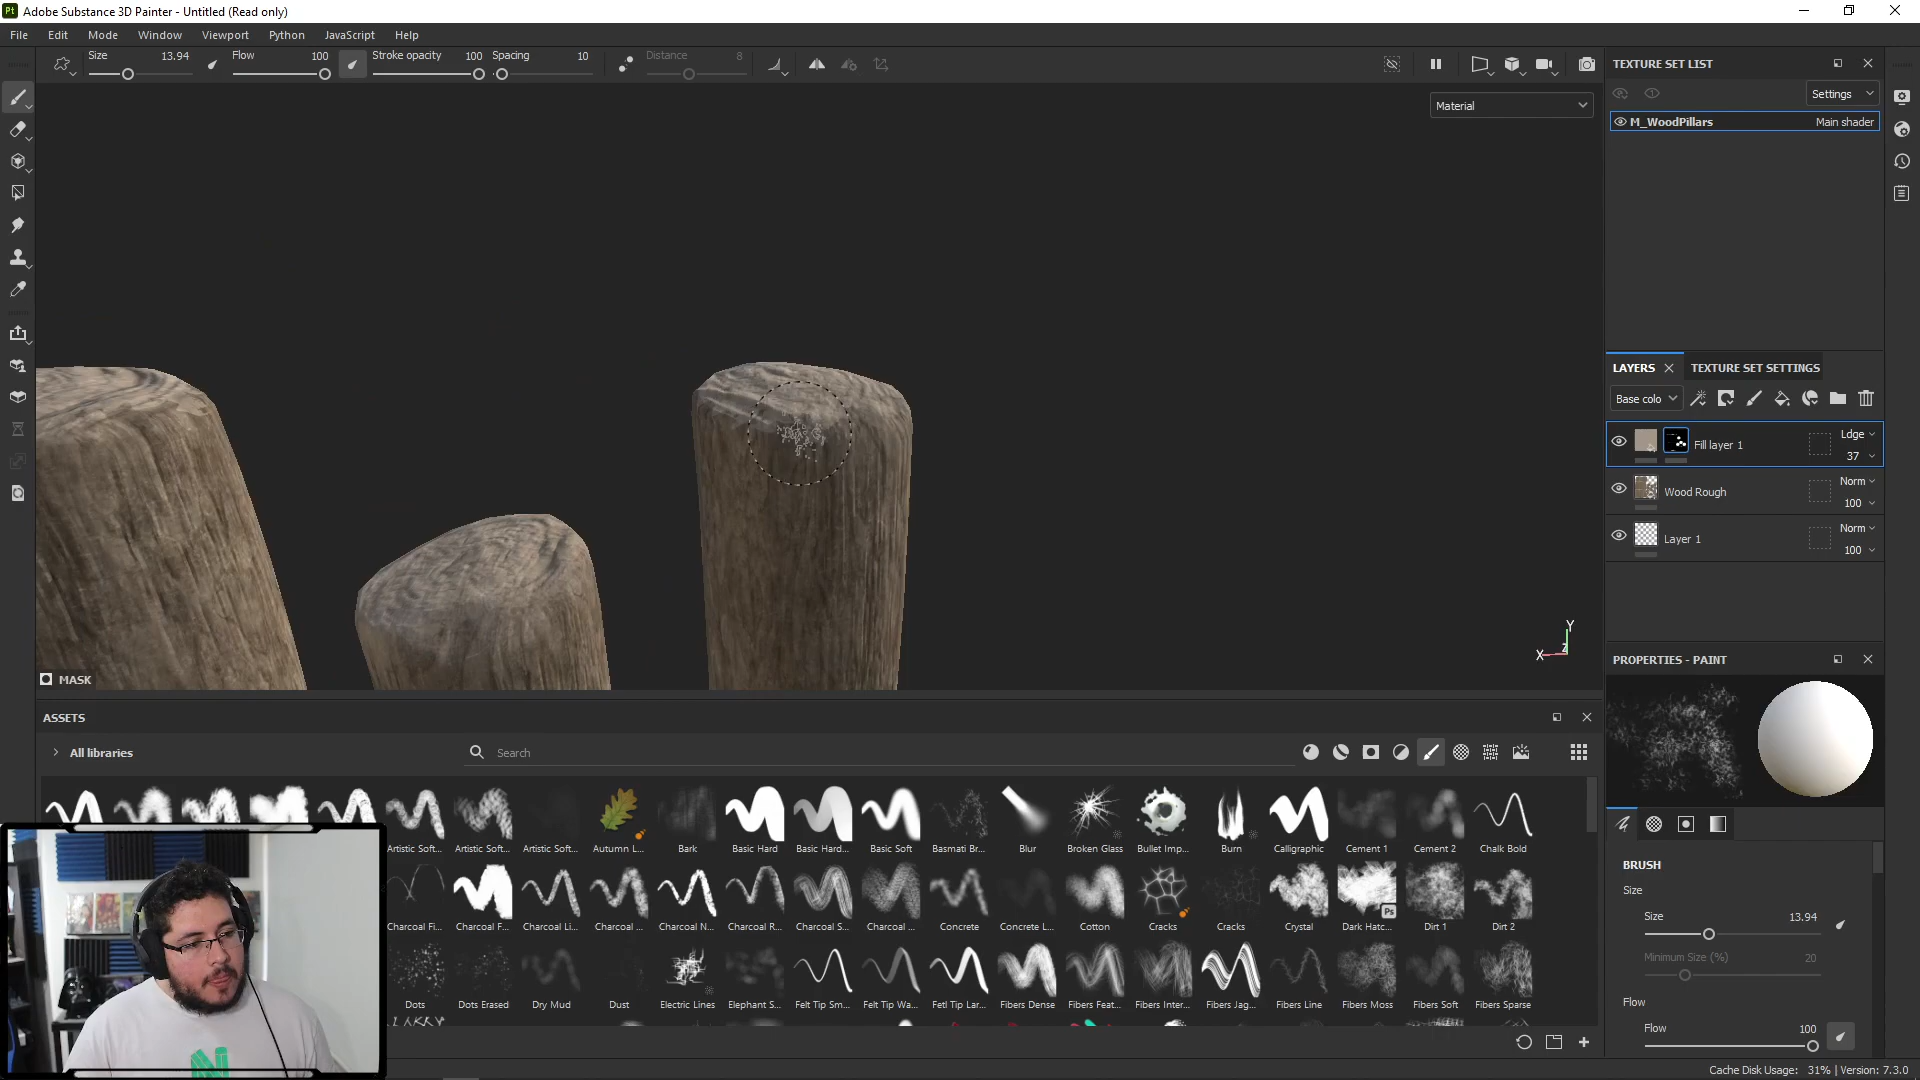 Adobe Substance 3D Painter - Untitled (Read only)
File Edit Mode Window Viewport Python JavaScript Help
Size 13.94 Flow 100 Stroke opacity 100 Spacing 10 Distance 8
Material
MASK
TEXTURE SET LIST
Settings
M_WoodPillars Main shader
LAYERS TEXTURE SET SETTINGS
Base colo
Fill layer 1 Ldge 37
Wood Rough Norm 100
Layer 1 Norm 100
Y
X Z
PROPERTIES - PAINT
BRUSH
Size
Size 13.94
Minimum Size (%) 20
Flow
Flow 100
ASSETS
All libraries
Search
Artistic Soft... Artistic Soft... Artistic Soft... Autumn L... Bark Basic Hard Basic Hard... Basic Soft Basmati Br... Blur Broken Glass Bullet Imp... Burn Calligraphic Cement 1 Cement 2 Chalk Bold
Charcoal Fi... Charcoal F... Charcoal Li... Charcoal ... Charcoal N... Charcoal R... Charcoal S... Charcoal ... Concrete Concrete L... Cotton Cracks Cracks Crystal Dark Hatc... Dirt 1 Dirt 2
Ps
Dots Dots Erased Dry Mud Dust Electric Lines Elephant S... Felt Tip Sm... Felt Tip Wa... Fetl Tip Lar... Fibers Dense Fibers Feat... Fibers Inter... Fibers Jag... Fibers Line Fibers Moss Fibers Soft Fibers Sparse
Cache Disk Usage: 31% | Version: 7.3.0